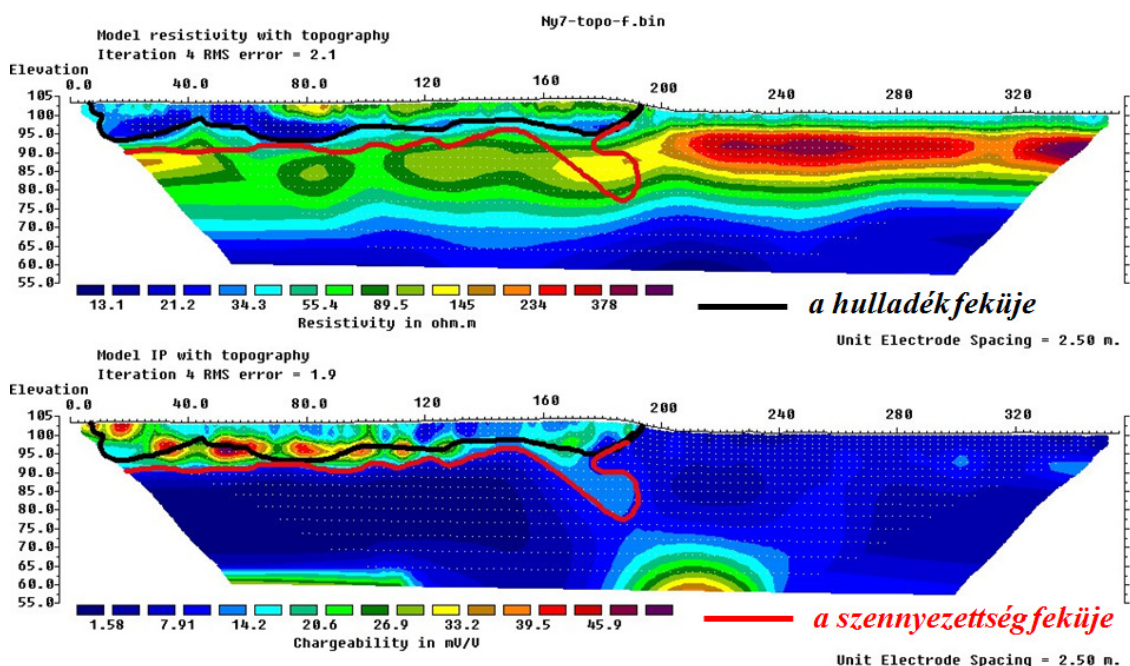 Ny7-topo-f.bin
Model resistivity with topography
Iteration 4 RMS error = 2.1
Elevation
0.0 40.0 80.0 120 160 200 240 280 320
105
100
95.0
90.0
85.0
80.0
75.0
70.0
65.0
60.0
55.0
13.1 21.2 34.3 55.4 89.5 145 234 378
Resistivity in ohm.m
a hulladék feküje
Unit Electrode Spacing = 2.50 m.
Model IP with topography
Iteration 4 RMS error = 1.9
Elevation
0.0 40.0 80.0 120 160 200 240 280 320
105
100
95.0
90.0
85.0
80.0
75.0
70.0
65.0
60.0
55.0
1.58 7.91 14.2 20.6 26.9 33.2 39.5 45.9
Chargeability in mV/V
a szennyezettség feküje
Unit Electrode Spacing = 2.50 m.